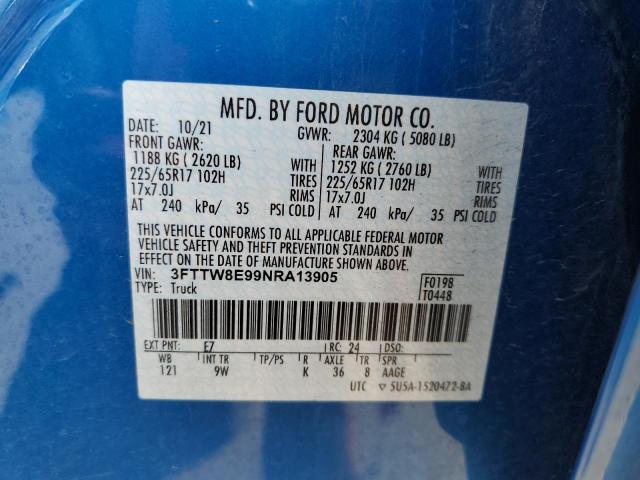 MFD. BY FORD MOTOR CO.
DATE: 10/21 GVWR: 2304 KG ( 5080 LB)
FRONT GAWR: REAR GAWR:
1188 KG ( 2620 LB) WITH 1252 KG ( 2760 LB) WITH
225/65R17 102H TIRES 225/65R17 102H TIRES
17x7.0J RIMS 17x7.0J RIMS
AT 240 kPa/ 35 PSI COLD AT 240 kPa/ 35 PSI COLD
THIS VEHICLE CONFORMS TO ALL APPLICABLE FEDERAL MOTOR
VEHICLE SAFETY AND THEFT PREVENTION STANDARDS IN EFFECT
ON THE DATE OF MANUFACTURE SHOWN ABOVE.
VIN: 3FTTW8E99NRA13905 F0198
TYPE: Truck T0448
EXT PNT: E7 RC: 24 DSO:
WB INT TR TP/PS R AXLE TR SPR
121 9W K 36 8 AAGE
UTC ▽ 5U5A-1520472-BA